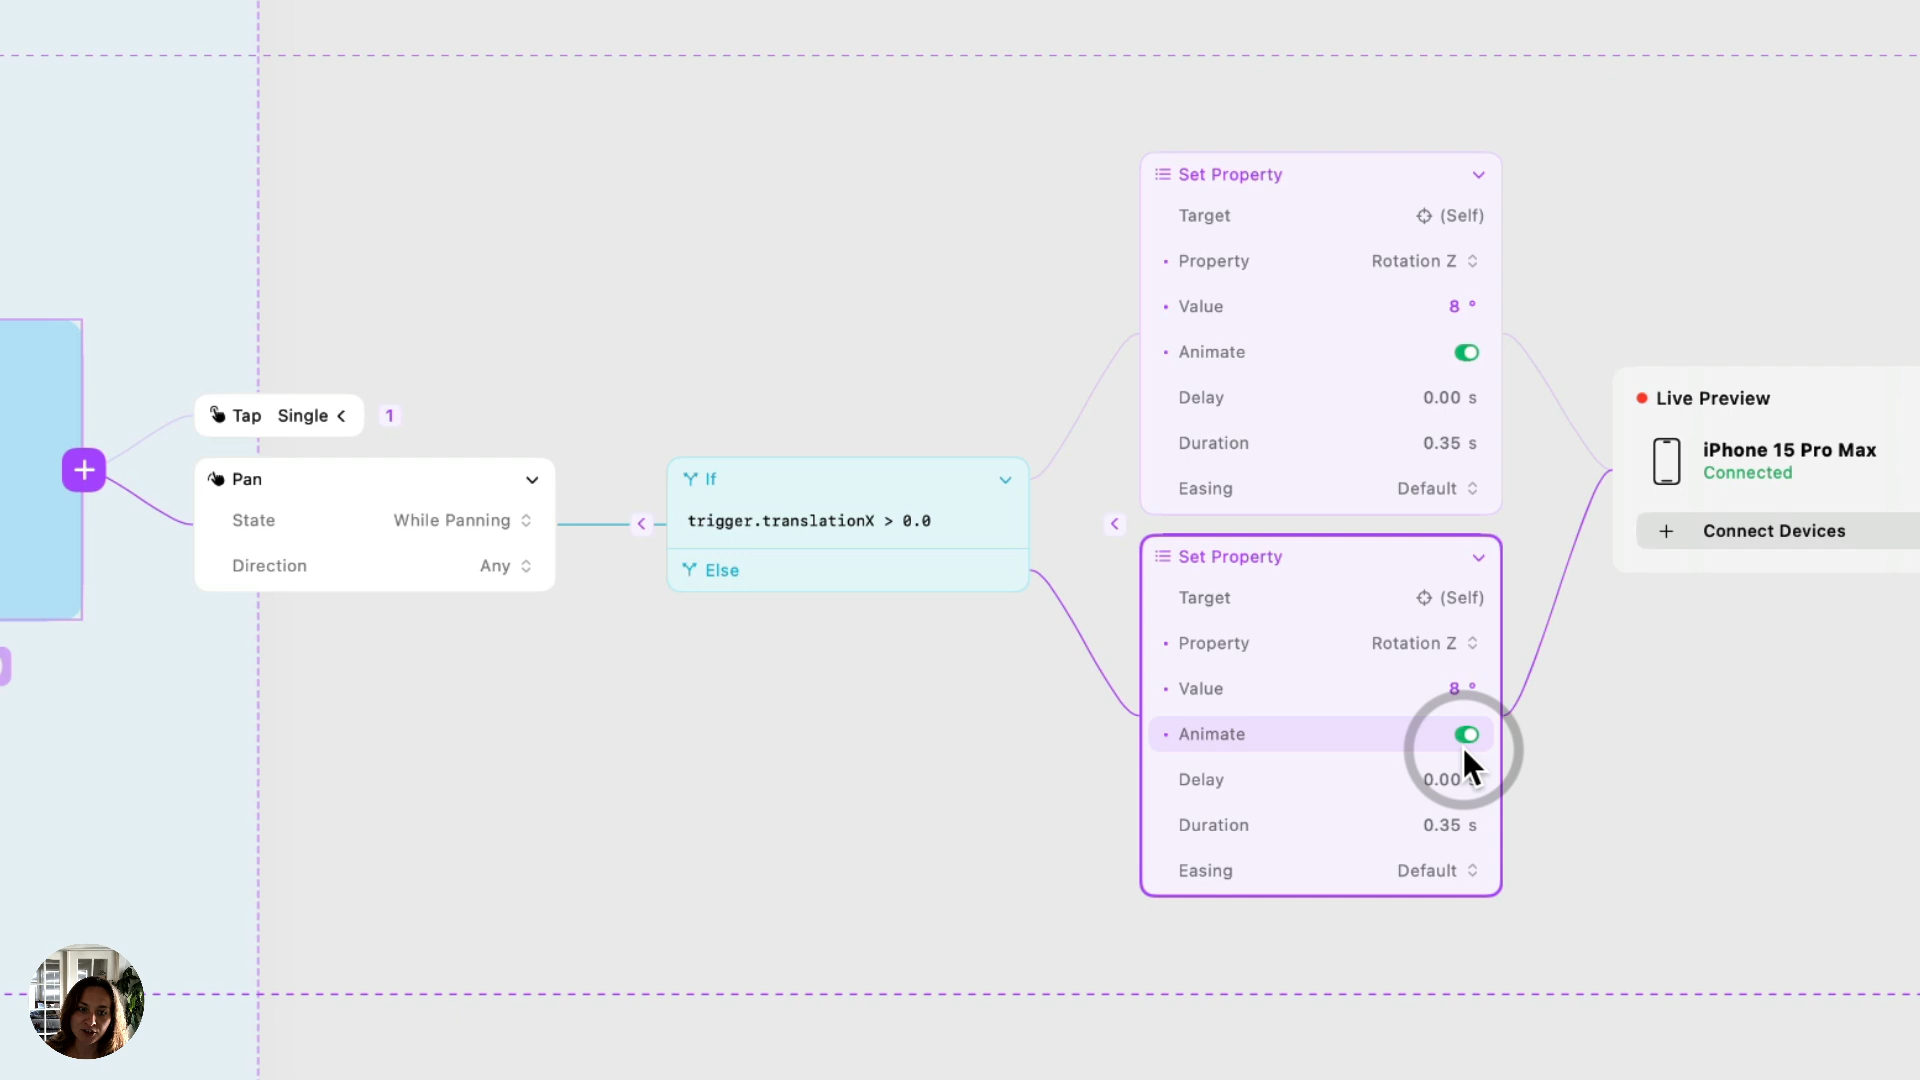 Tap Single 1
Pan
State While Panning
Direction Any
If
trigger.translationX > 0.0
Else
Set Property
Target (Self)
Property Rotation Z
Value 8 °
Animate
Delay 0.00 s
Duration 0.35 s
Easing Default
Set Property
Target (Self)
Property Rotation Z
Value 8 °
Animate
Delay 0.00
Duration 0.35 s
Easing Default
Live Preview
iPhone 15 Pro Max
Connected
+ Connect Devices